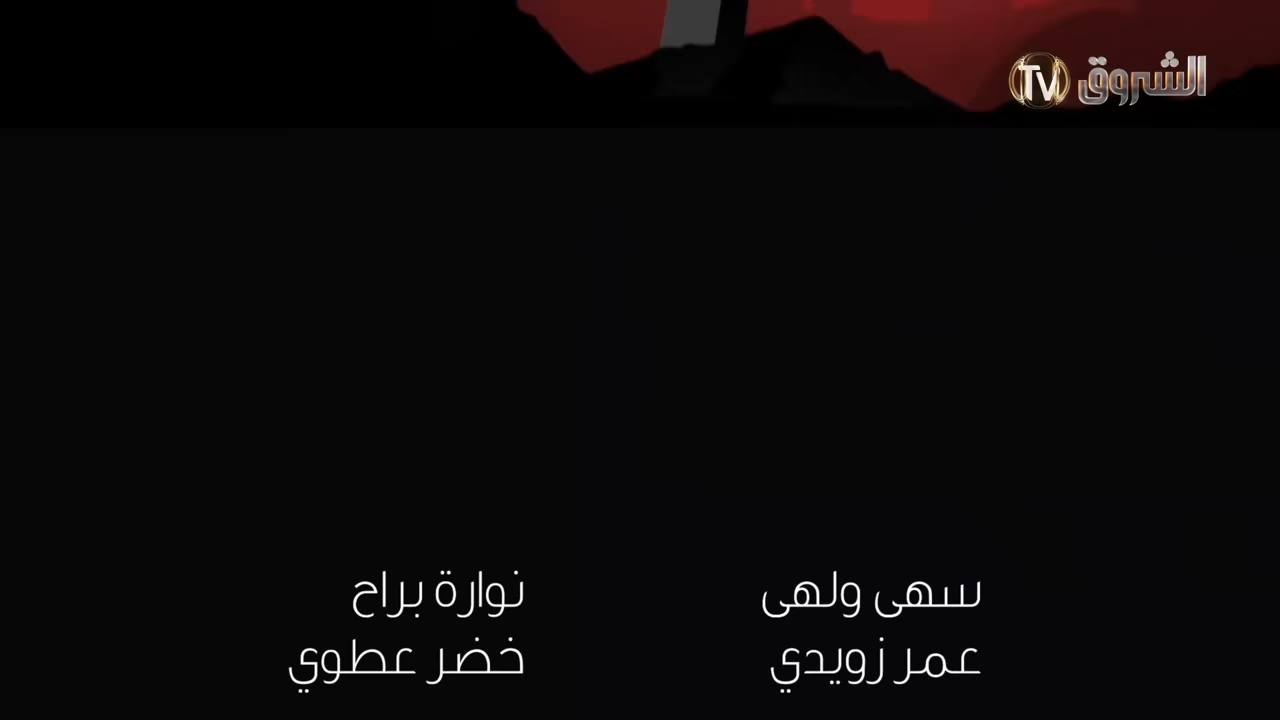 الشروق TV
سهى ولهى
نوارة براح
عمر زويدي
خضر عطوي